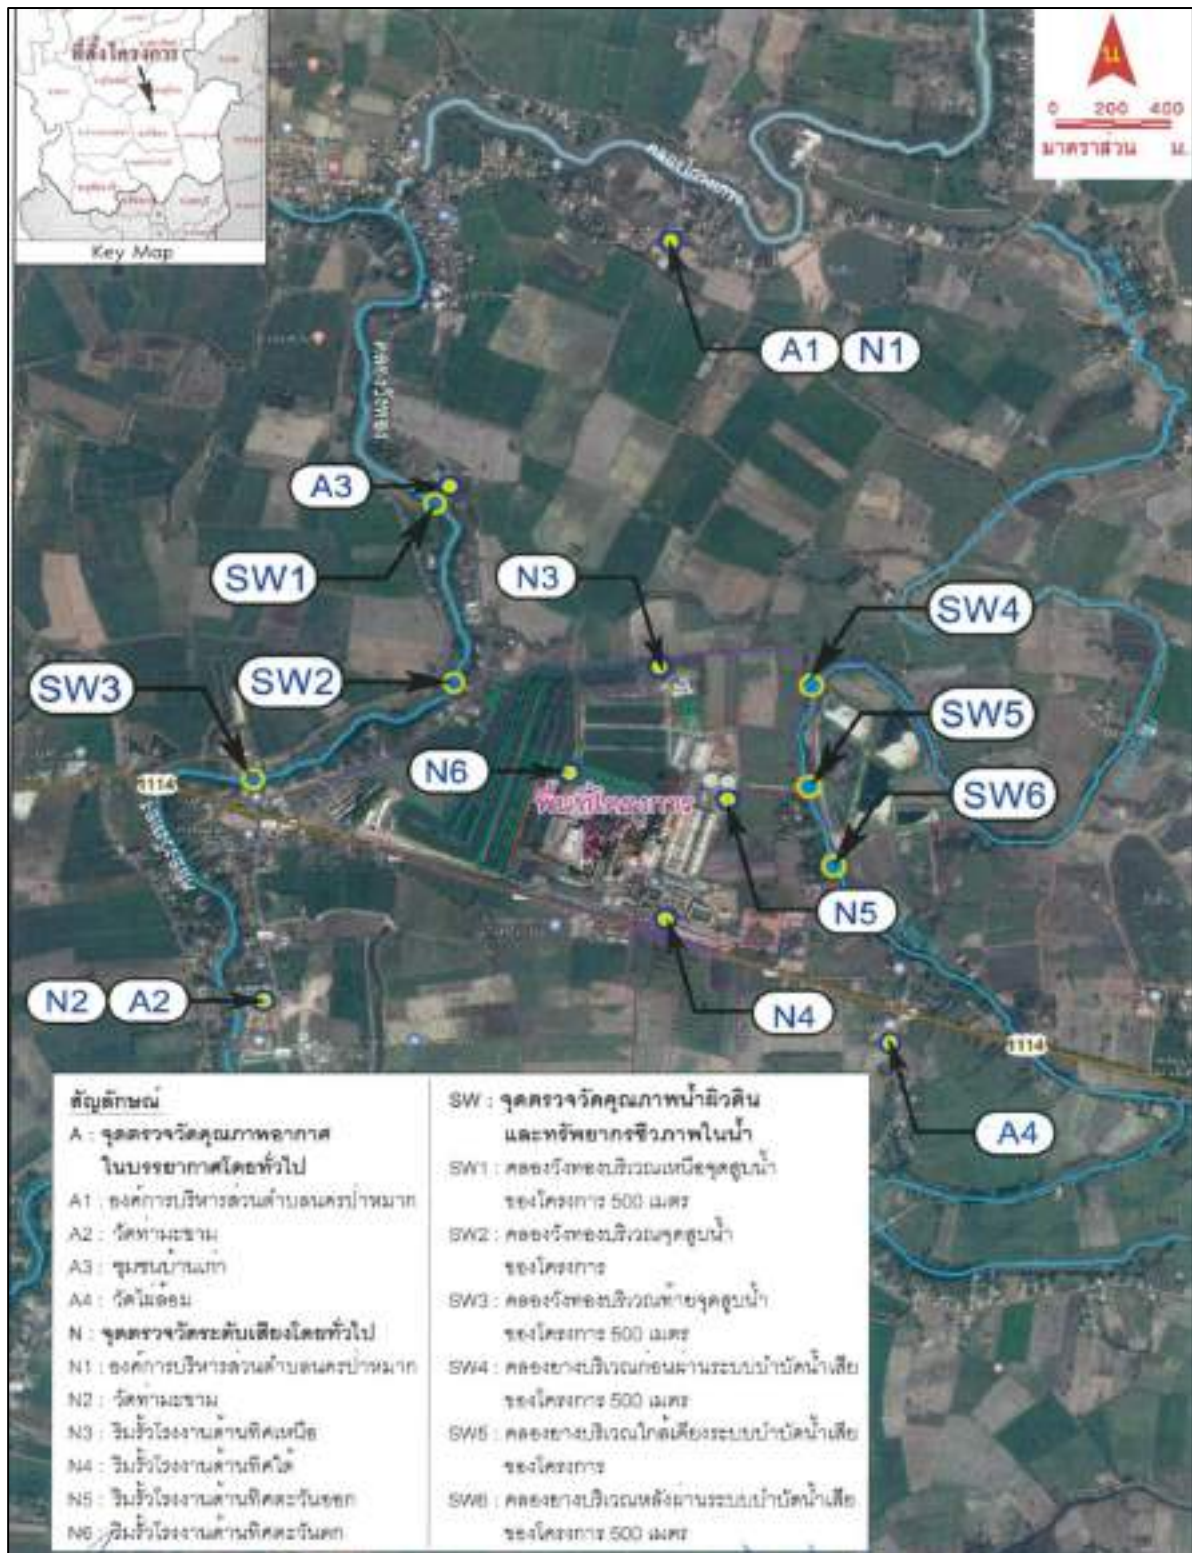 ที่ตั้งโครงการ
Key Map
น
0 200 400
มาตราส่วน ม.
A1 N1
A3
SW1
N3
SW4
SW3
SW2
SW5
N6
ที่ตั้งโครงการ
SW6
1114
N5
N2 A2
N4
1114
A4
สัญลักษณ์
A : จุดตรวจวัดคุณภาพอากาศ
ในบรรยากาศโดยทั่วไป
A1 : องค์การบริหารส่วนตำบลนครป่าหมาก
A2 : วัดท่ามะขาม
A3 : ชุมชนบ้านเก่า
A4 : วัดไผ่ล้อม
N : จุดตรวจวัดระดับเสียงโดยทั่วไป
N1 : องค์การบริหารส่วนตำบลนครป่าหมาก
N2 : วัดท่ามะขาม
N3 : ริมรั้วโรงงานด้านทิศเหนือ
N4 : ริมรั้วโรงงานด้านทิศใต้
N5 : ริมรั้วโรงงานด้านทิศตะวันออก
N6 : ริมรั้วโรงงานด้านทิศตะวันตก
SW : จุดตรวจวัดคุณภาพน้ำผิวดิน
และทรัพยากรชีวภาพในน้ำ
SW1 : คลองวังทองบริเวณเหนือจุดสูบน้ำ
ของโครงการ 500 เมตร
SW2 : คลองวังทองบริเวณจุดสูบน้ำ
ของโครงการ
SW3 : คลองวังทองบริเวณท้ายจุดสูบน้ำ
ของโครงการ 500 เมตร
SW4 : คลองยางบริเวณก่อนผ่านระบบบำบัดน้ำเสีย
ของโครงการ 500 เมตร
SW5 : คลองยางบริเวณใกล้เคียงระบบบำบัดน้ำเสีย
ของโครงการ
SW6 : คลองยางบริเวณหลังผ่านระบบบำบัดน้ำเสีย
ของโครงการ 500 เมตร